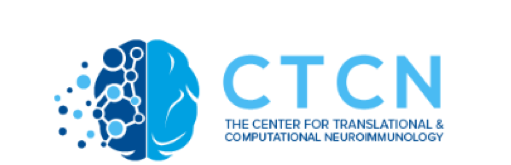 CTCN
THE CENTER FOR TRANSLATIONAL &
COMPUTATIONAL NEUROIMMUNOLOGY